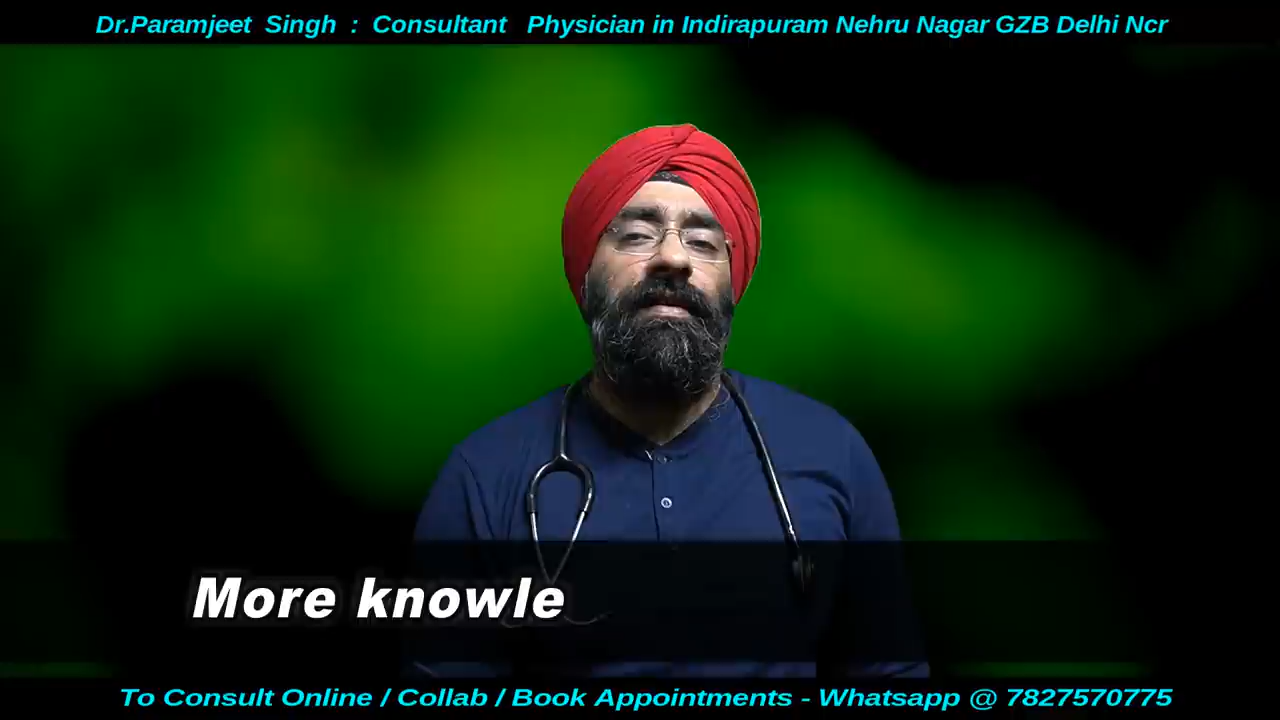 Dr.Paramjeet Singh : Consultant Physician in Indirapuram Nehru Nagar GZB Delhi Ncr
More knowle
To Consult Online / Collab / Book Appointments - Whatsapp @ 7827570775